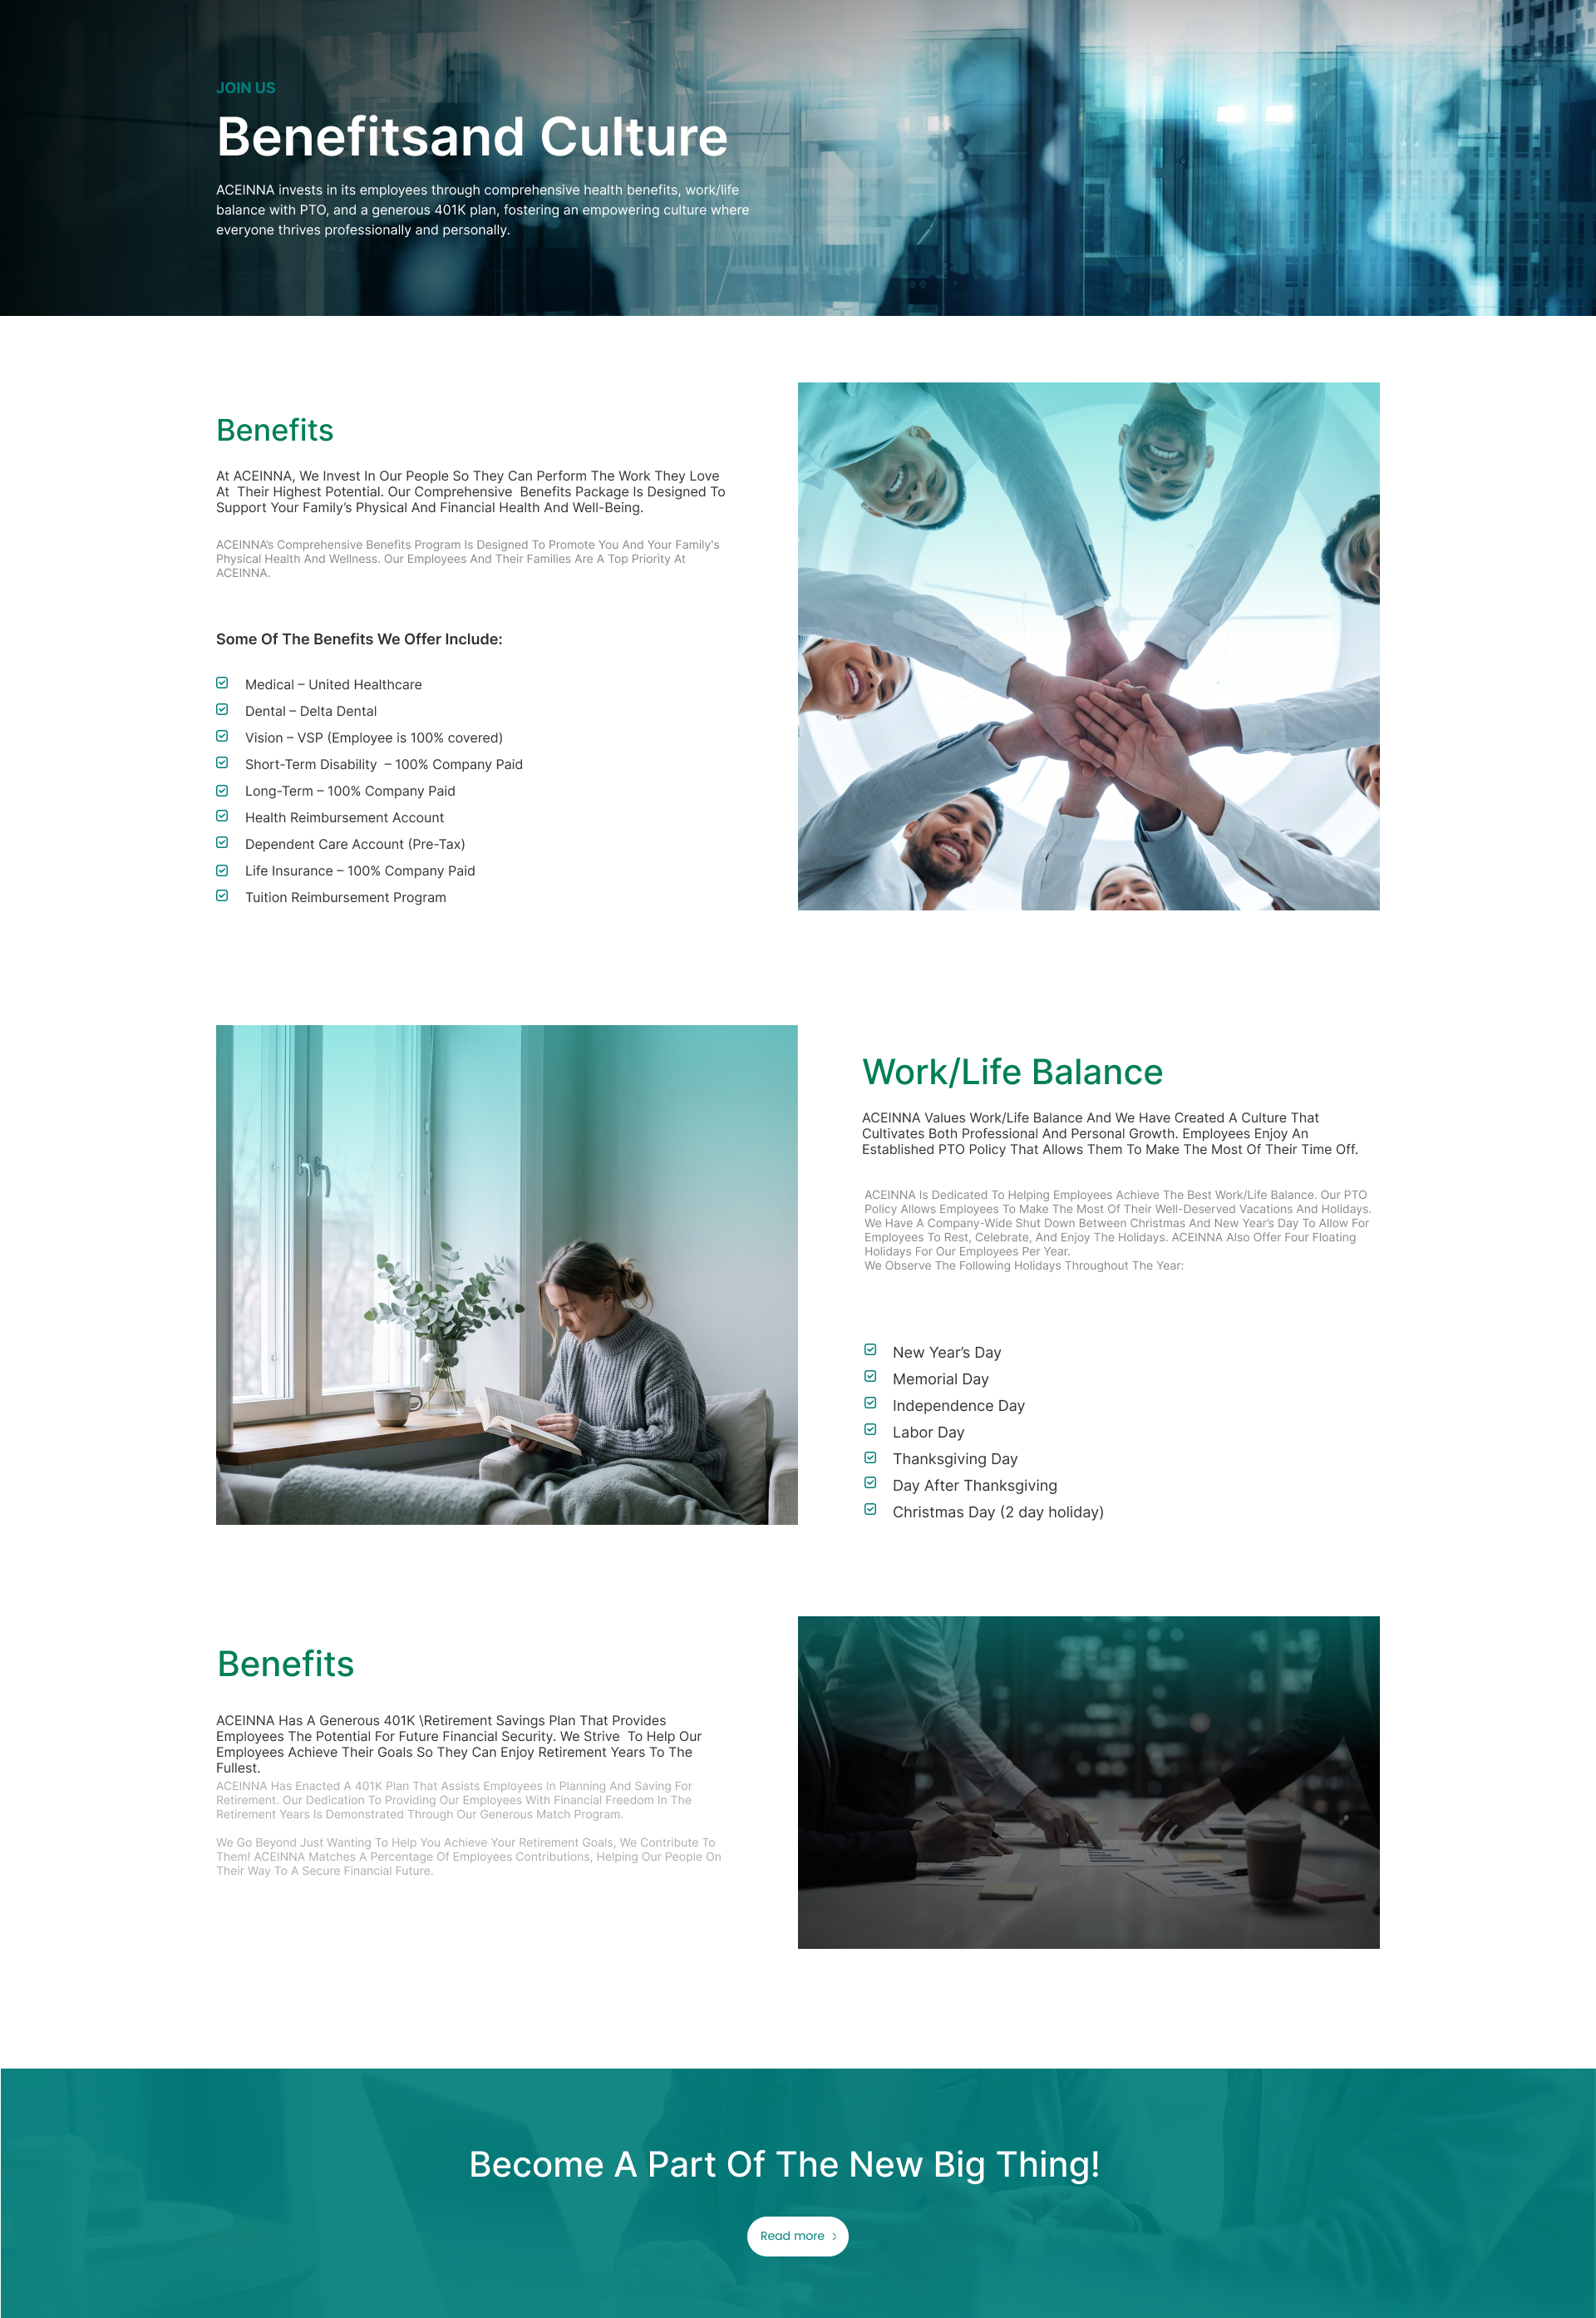 JOIN US
Benefitsand Culture
ACEINNA invests in its employees through comprehensive health benefits, work/life
balance with PTO, and a generous 401K plan, fostering an empowering culture where
everyone thrives professionally and personally.
Benefits
At ACEINNA, We Invest In Our People So They Can Perform The Work They Love
At  Their Highest Potential. Our Comprehensive  Benefits Package Is Designed To
Support Your Family’s Physical And Financial Health And Well-Being.
ACEINNA’s Comprehensive Benefits Program Is Designed To Promote You And Your Family's
Physical Health And Wellness. Our Employees And Their Families Are A Top Priority At
ACEINNA.
Some Of The Benefits We Offer Include:
Medical – United Healthcare
Dental – Delta Dental
Vision – VSP (Employee is 100% covered)
Short-Term Disability  – 100% Company Paid
Long-Term – 100% Company Paid
Health Reimbursement Account
Dependent Care Account (Pre-Tax)
Life Insurance – 100% Company Paid
Tuition Reimbursement Program
Work/Life Balance
ACEINNA Values Work/Life Balance And We Have Created A Culture That
Cultivates Both Professional And Personal Growth. Employees Enjoy An
Established PTO Policy That Allows Them To Make The Most Of Their Time Off.
ACEINNA Is Dedicated To Helping Employees Achieve The Best Work/Life Balance. Our PTO
Policy Allows Employees To Make The Most Of Their Well-Deserved Vacations And Holidays.
We Have A Company-Wide Shut Down Between Christmas And New Year’s Day To Allow For
Employees To Rest, Celebrate, And Enjoy The Holidays. ACEINNA Also Offer Four Floating
Holidays For Our Employees Per Year.
We Observe The Following Holidays Throughout The Year:
New Year’s Day
Memorial Day
Independence Day
Labor Day
Thanksgiving Day
Day After Thanksgiving
Christmas Day (2 day holiday)
Benefits
ACEINNA Has A Generous 401K \Retirement Savings Plan That Provides
Employees The Potential For Future Financial Security. We Strive  To Help Our
Employees Achieve Their Goals So They Can Enjoy Retirement Years To The
Fullest.
ACEINNA Has Enacted A 401K Plan That Assists Employees In Planning And Saving For
Retirement. Our Dedication To Providing Our Employees With Financial Freedom In The
Retirement Years Is Demonstrated Through Our Generous Match Program.
We Go Beyond Just Wanting To Help You Achieve Your Retirement Goals, We Contribute To
Them! ACEINNA Matches A Percentage Of Employees Contributions, Helping Our People On
Their Way To A Secure Financial Future.
Become A Part Of The New Big Thing!
Read more